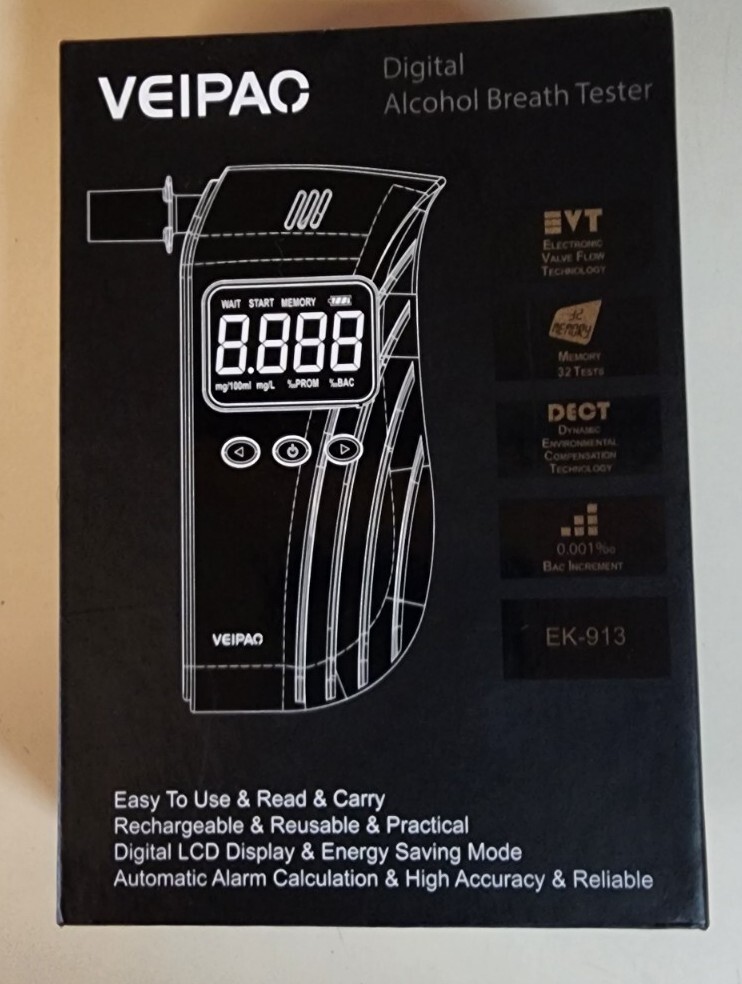 VEIPAO
Digital
Alcohol Breath Tester
EVT
ELECTRONIC
VALVE FLOW
TECHNOLOGY
WAIT START MEMORY
8.888
mg/100ml mg/L ‰PROM ‰BAC
32
MEMORY
MEMORY
32 TESTS
DECT
DYNAMIC
ENVIRONMENTAL
COMPENSATION
TECHNOLOGY
0.001‰
BAC INCREMENT
EK-913
VEIPAO
Easy To Use & Read & Carry
Rechargeable & Reusable & Practical
Digital LCD Display & Energy Saving Mode
Automatic Alarm Calculation & High Accuracy & Reliable